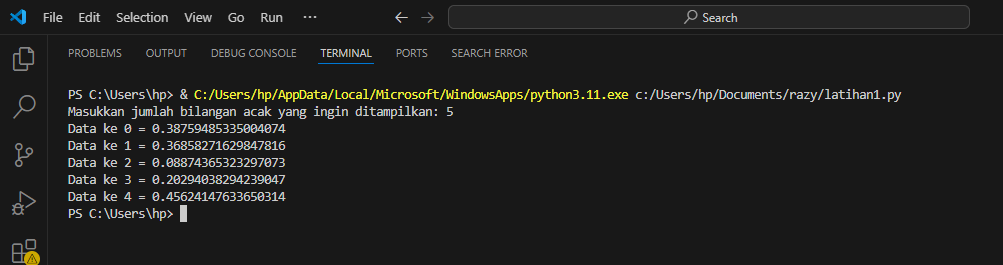 File Edit Selection View Go Run ··· ← → Search
PROBLEMS OUTPUT DEBUG CONSOLE TERMINAL PORTS SEARCH ERROR
PS C:\Users\hp> & C:/Users/hp/AppData/Local/Microsoft/WindowsApps/python3.11.exe c:/Users/hp/Documents/razy/latihan1.py
Masukkan jumlah bilangan acak yang ingin ditampilkan: 5
Data ke 0 = 0.38759485335004074
Data ke 1 = 0.36858271629847816
Data ke 2 = 0.08874365323297073
Data ke 3 = 0.20294038294239047
Data ke 4 = 0.45624147633650314
PS C:\Users\hp>